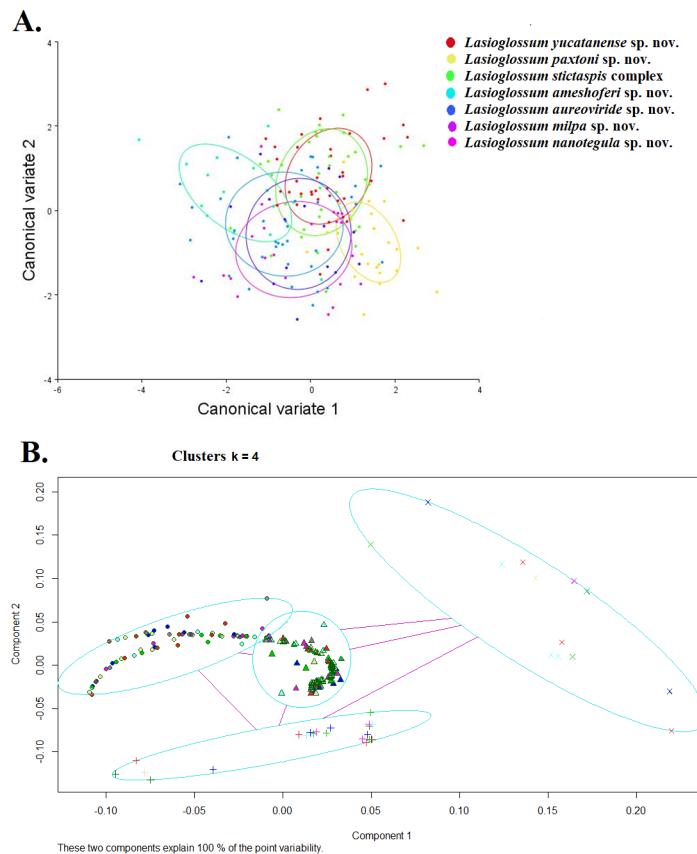 A.
4
2
0
-2
-4
-6
-4
-2
0
2
4
Canonical variate 2
Canonical variate 1
Lasioglossum yucatanense sp. nov.
Lasioglossum paxtoni sp. nov.
Lasioglossum stictaspis complex
Lasioglossum ameshoferi sp. nov.
Lasioglossum aureoviride sp. nov.
Lasioglossum milpa sp. nov.
Lasioglossum nanotegula sp. nov.
B.
Clusters k = 4
0.20
0.15
0.10
0.05
0.00
-0.05
-0.10
Component 2
-0.10
-0.05
0.00
0.05
0.10
0.15
0.20
Component 1
These two components explain 100 % of the point variability.